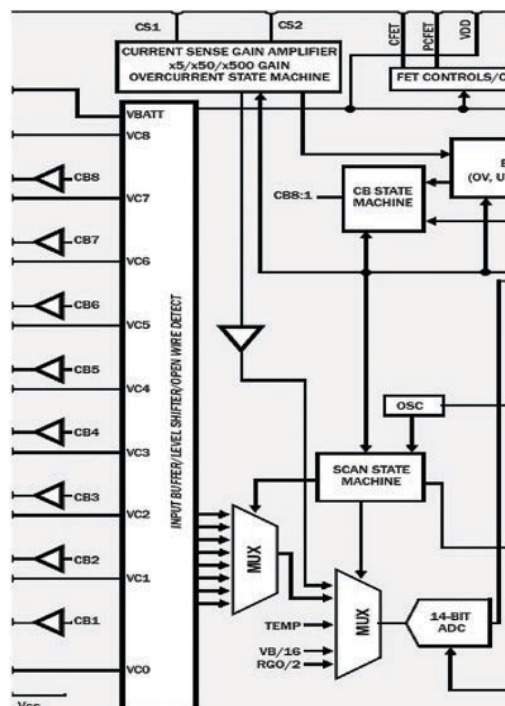 CS1
CS2
CFET
PCFET
VDD
CURRENT SENSE GAIN AMPLIFIER
x5/x50/x500 GAIN
OVERCURRENT STATE MACHINE
FET CONTROLS/C
VBATT
VC8
CB8
VC7
CB7
VC6
CB6
VC5
CB5
VC4
CB4
VC3
CB3
VC2
CB2
VC1
CB1
VC0
Vss
INPUT BUFFER/LEVEL SHIFTER/OPEN WIRE DETECT
CB8:1
CB STATE
MACHINE
(OV, U
OSC
SCAN STATE
MACHINE
MUX
MUX
TEMP
VB/16
RGO/2
14-BIT
ADC